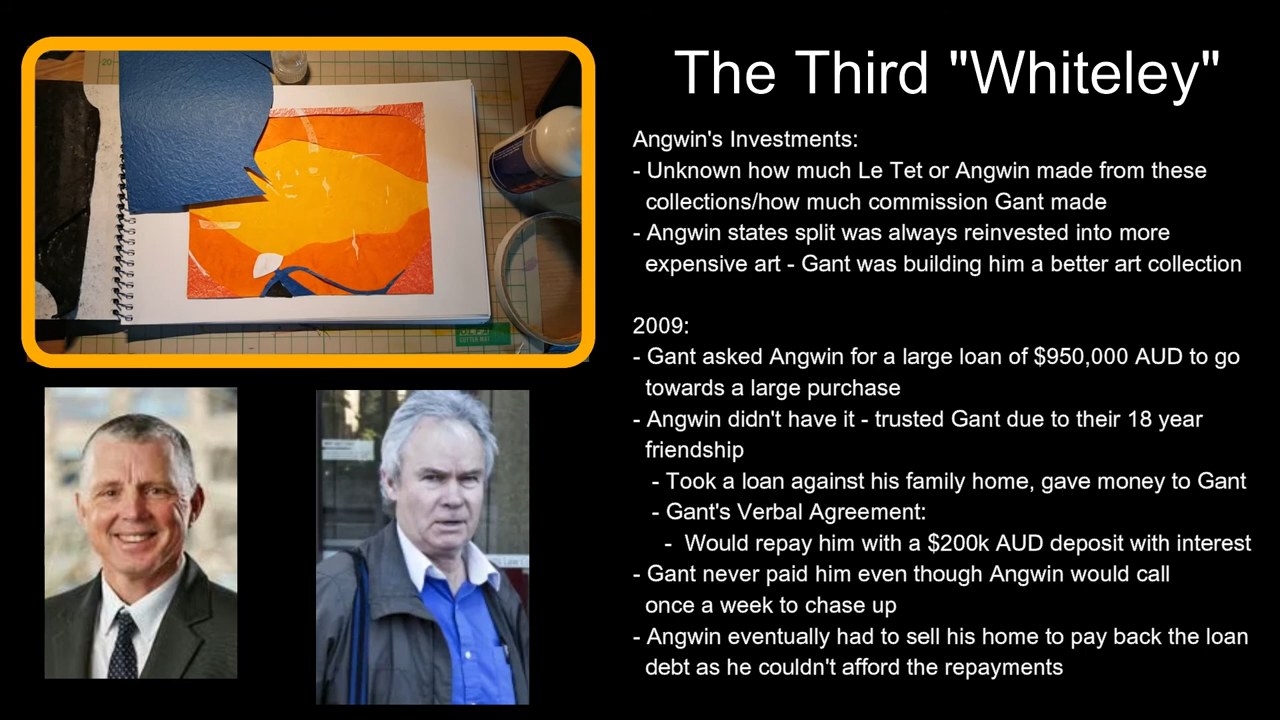 The Third "Whiteley"
Angwin's Investments:
- Unknown how much Le Tet or Angwin made from these
collections/how much commission Gant made
- Angwin states split was always reinvested into more
expensive art - Gant was building him a better art collection
2009:
- Gant asked Angwin for a large loan of $950,000 AUD to go
towards a large purchase
- Angwin didn't have it - trusted Gant due to their 18 year
friendship
- Took a loan against his family home, gave money to Gant
- Gant's Verbal Agreement:
- Would repay him with a $200k AUD deposit with interest
- Gant never paid him even though Angwin would call
once a week to chase up
- Angwin eventually had to sell his home to pay back the loan
debt as he couldn't afford the repayments
20
CUTTER MAT